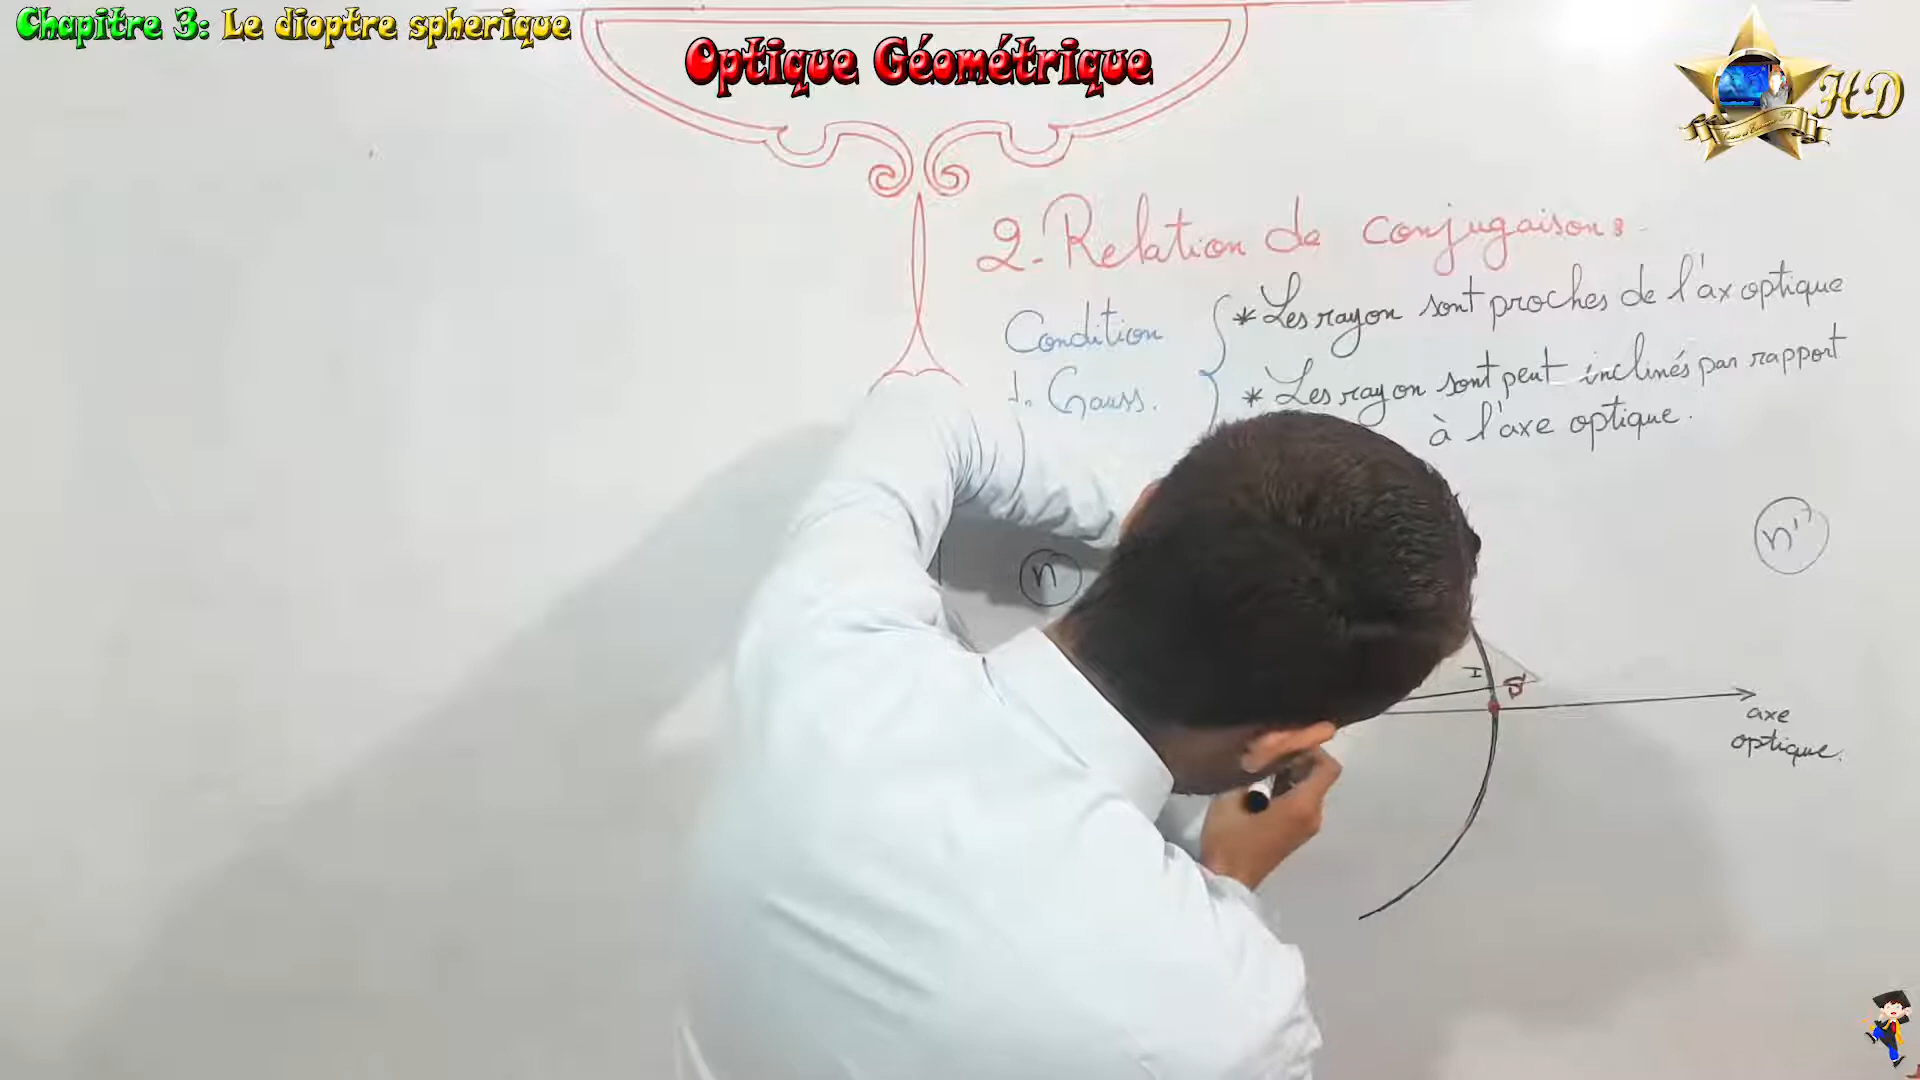 Chapitre 3: Le dioptre spherique
Optique Géométrique
HD
2-Relation de conjugaison:
Condition
Gauss.
* Les rayon sont proches de l'ax optique
* Les rayon sont peut inclinés par rapport
à l'axe optique.
n
n'
I
S
axe
optique.